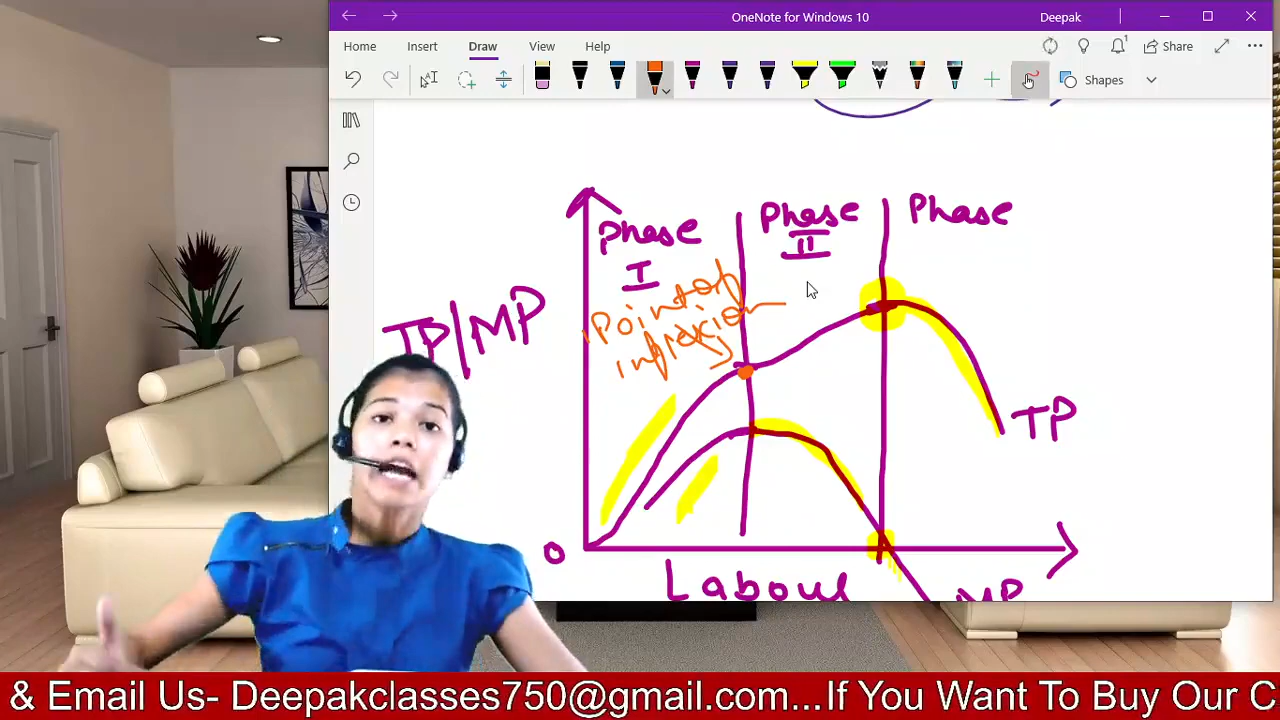 OneNote for Windows 10
Deepak
Home Insert Draw View Help
Share
Shapes
Phase
I
Phase
II
Phase
Point of
inflexion
TP/MP
TP
0
Labour
MP
& Email Us- Deepakclasses750@gmail.com...If You Want To Buy Our C